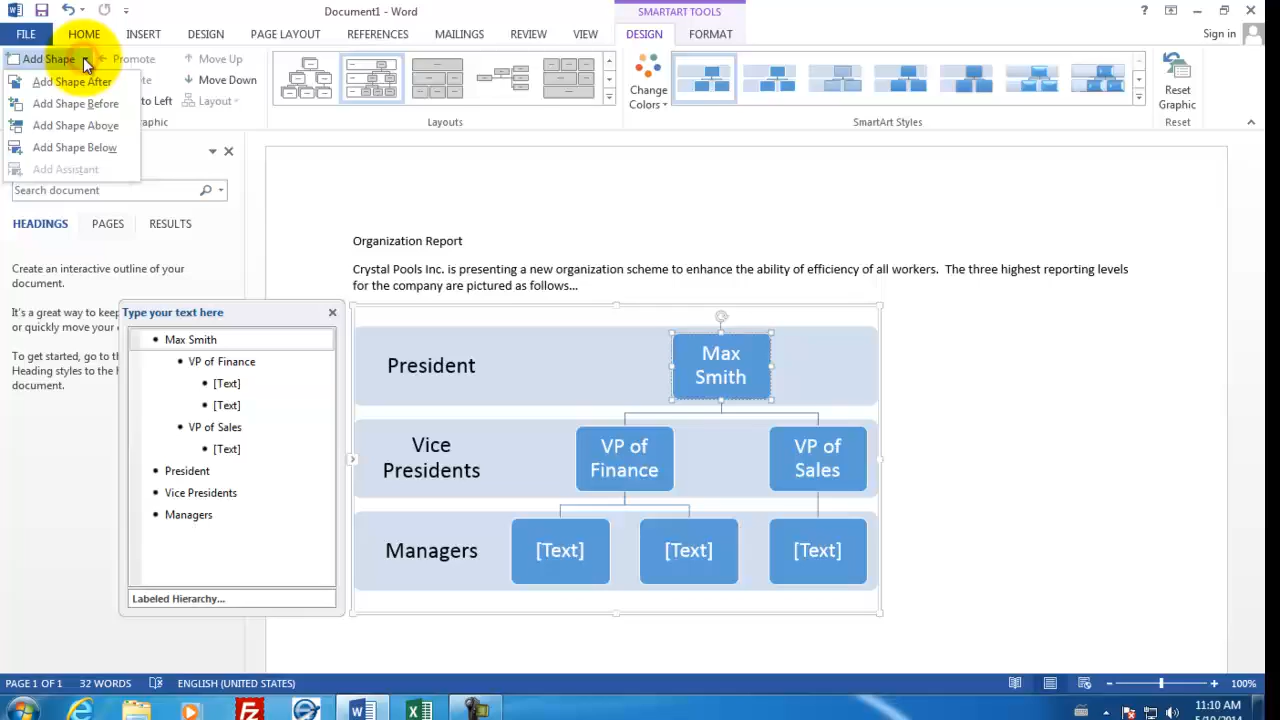 Document1 - Word
SMARTART TOOLS
?
FILE HOME INSERT DESIGN PAGE LAYOUT REFERENCES MAILINGS REVIEW VIEW DESIGN FORMAT Sign in
Add Shape Promote Move Up
Add Shape After Move Down
Add Shape Before to Left Layout
Add Shape Above
Add Shape Below
Add Assistant
Change
Colors
Reset
Graphic
Layouts SmartArt Styles Reset
Search document
HEADINGS PAGES RESULTS
Create an interactive outline of your
document.
It's a great way to keep
or quickly move your
To get started, go to th
Heading styles to the h
document.
Type your text here
Max Smith
VP of Finance
[Text]
[Text]
VP of Sales
[Text]
President
Vice Presidents
Managers
Labeled Hierarchy...
Organization Report
Crystal Pools Inc. is presenting a new organization scheme to enhance the ability of efficiency of all workers. The three highest reporting levels
for the company are pictured as follows...
President
Max
Smith
Vice
Presidents
VP of
Finance
VP of
Sales
Managers
[Text] [Text] [Text]
PAGE 1 OF 1 32 WORDS ENGLISH (UNITED STATES) 100%
11:10 AM